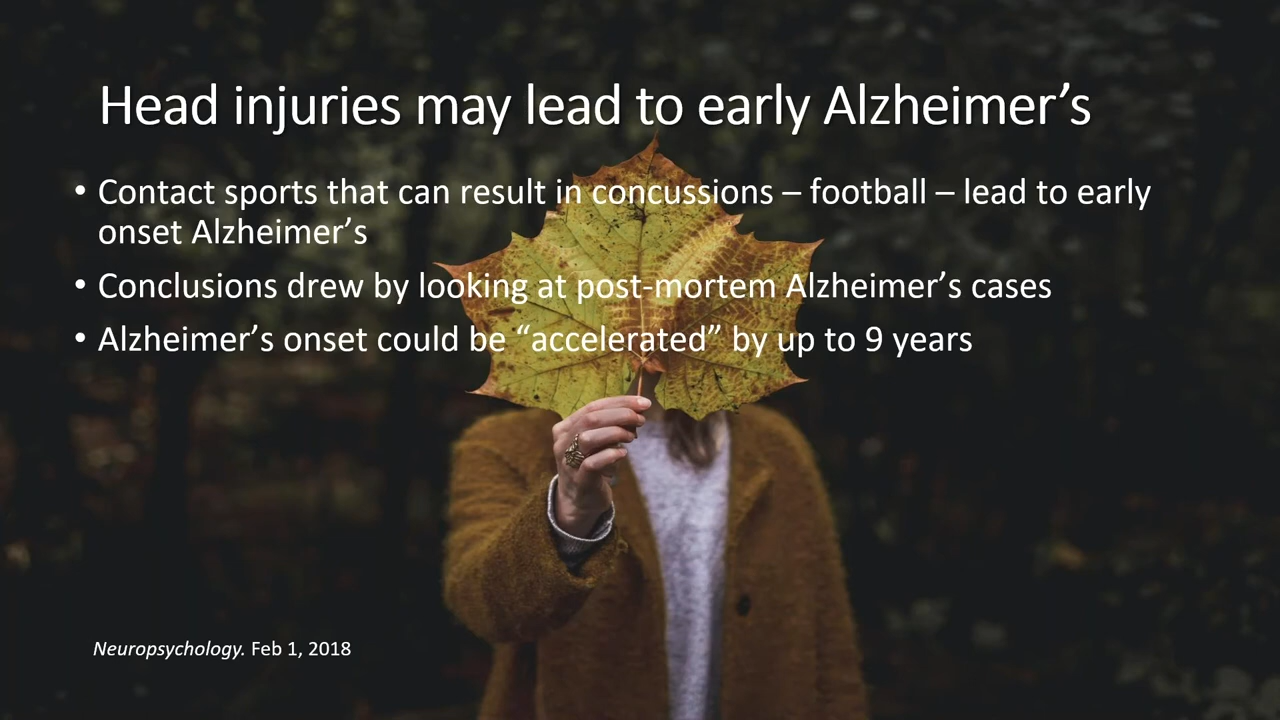 Head injuries may lead to early Alzheimer’s
• Contact sports that can result in concussions – football – lead to early
onset Alzheimer’s
• Conclusions drew by looking at post-mortem Alzheimer’s cases
• Alzheimer’s onset could be “accelerated” by up to 9 years
Neuropsychology. Feb 1, 2018